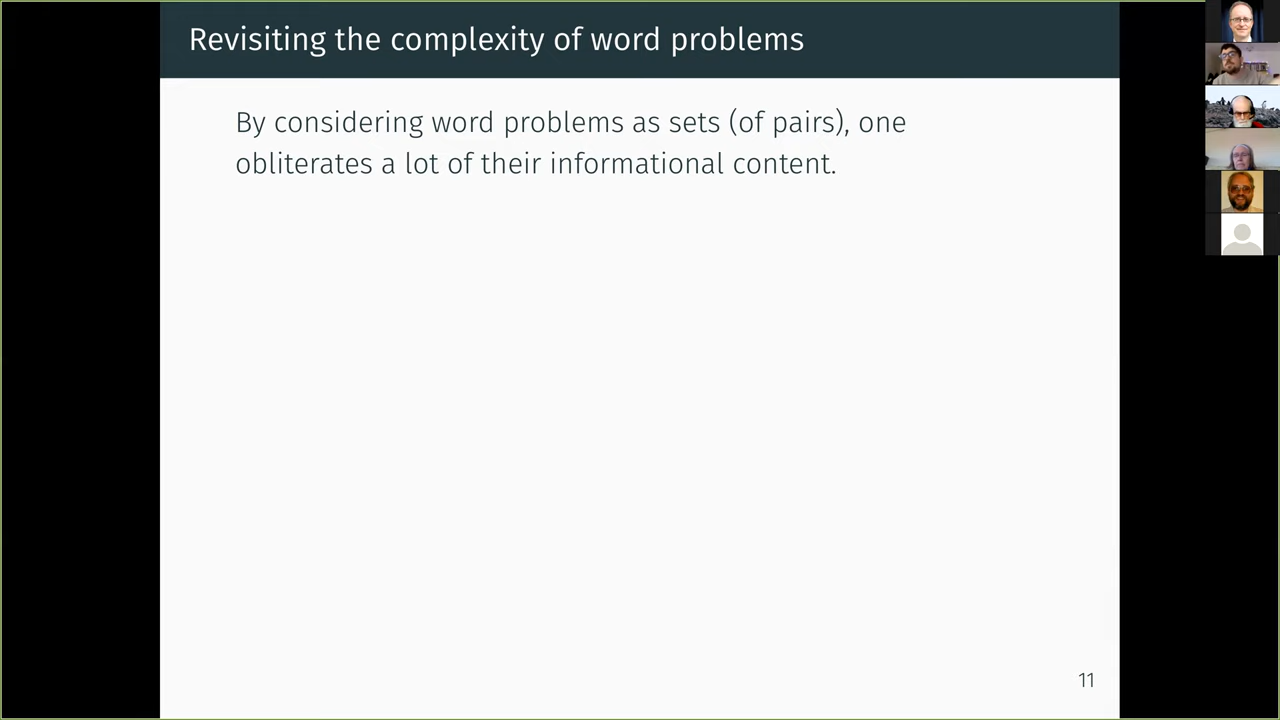 Revisiting the complexity of word problems
By considering word problems as sets (of pairs), one
obliterates a lot of their informational content.
11